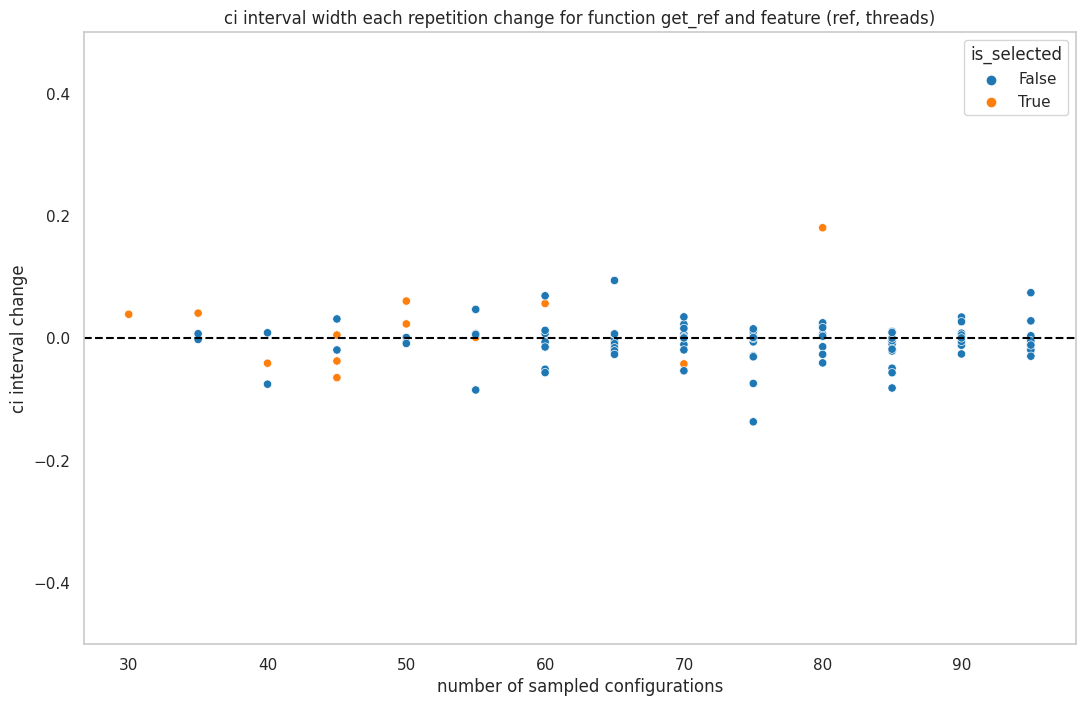 ci interval width each repetition change for function get_ref and feature (ref, threads)
is_selected
False
True
ci interval change
0.4
0.2
0.0
−0.2
−0.4
30 40 50 60 70 80 90
number of sampled configurations